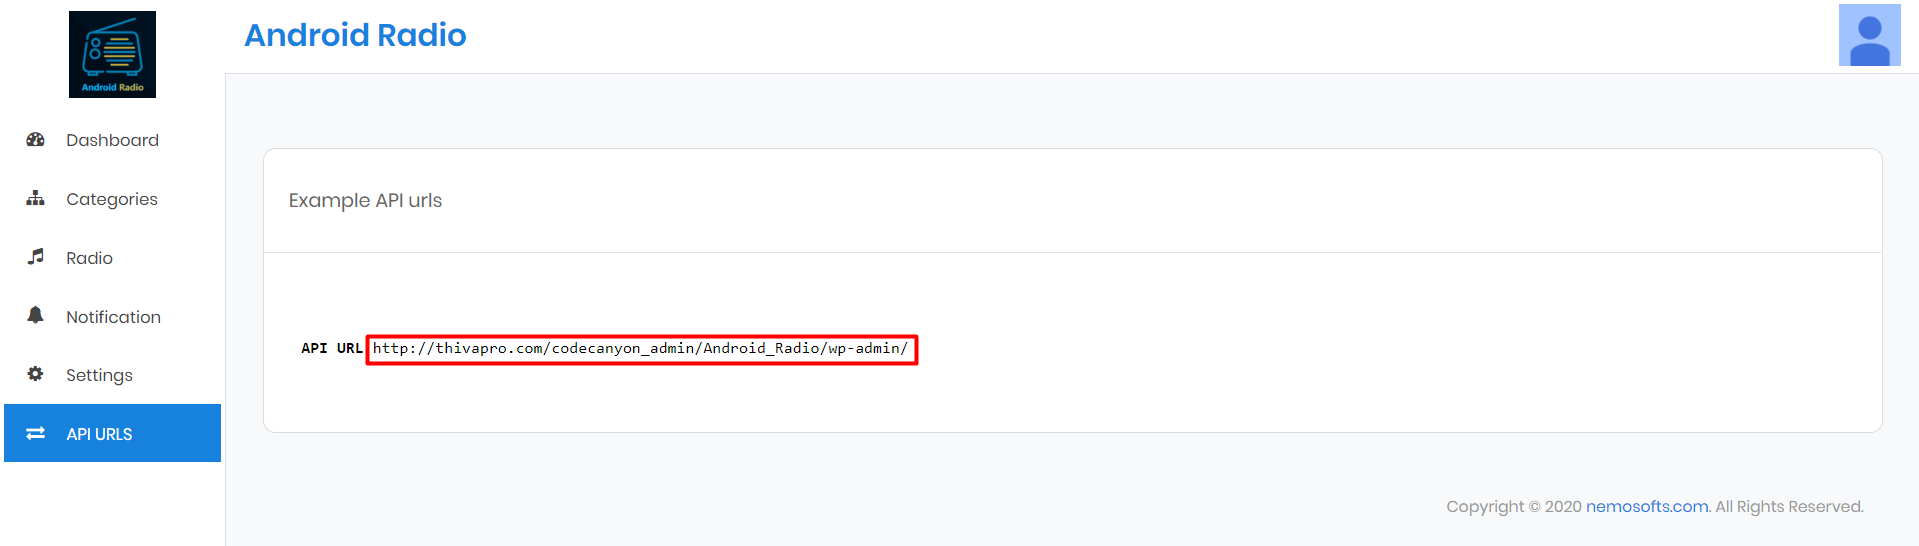 Android Radio
Android Radio
Dashboard
Categories
Radio
Notification
Settings
API URLS
Example API urls
API URL http://thivapro.com/codecanyon_admin/Android_Radio/wp-admin/
Copyright © 2020 nemosofts.com. All Rights Reserved.